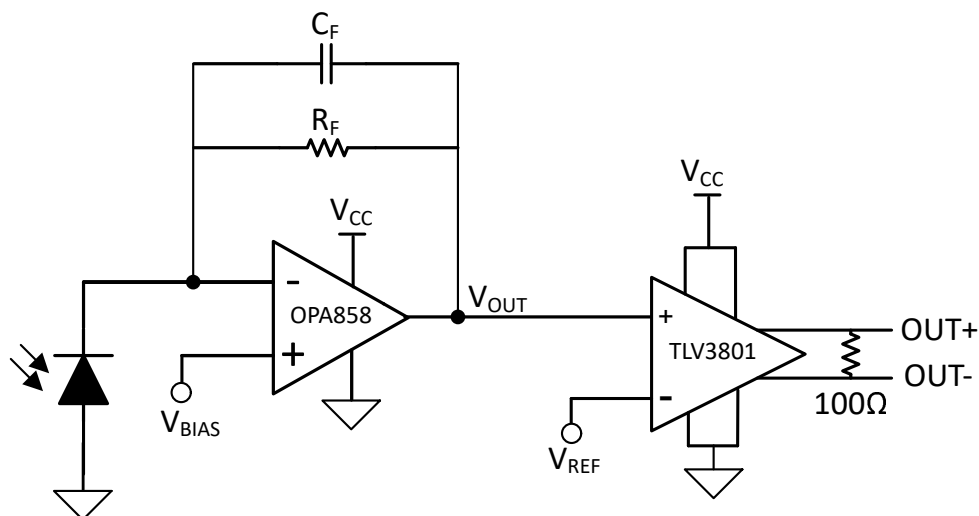 CF
RF
VCC
-
OPA858
+
VBIAS
VOUT
VCC
+
TLV3801
-
VREF
OUT+
OUT-
100Ω